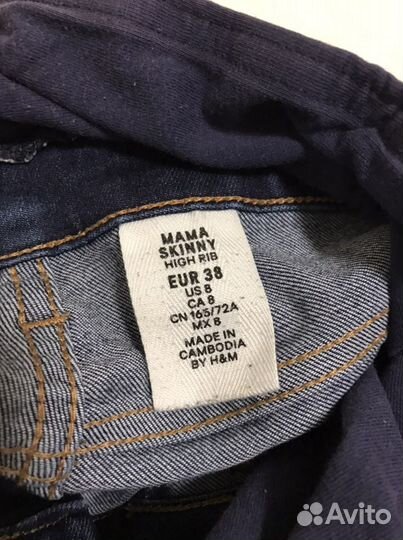 MAMA
SKINNY
HIGH RIB
EUR 38
US 8
CA 8
CN 165/72A
MX 8
MADE IN
CAMBODIA
BY H&M
Avito